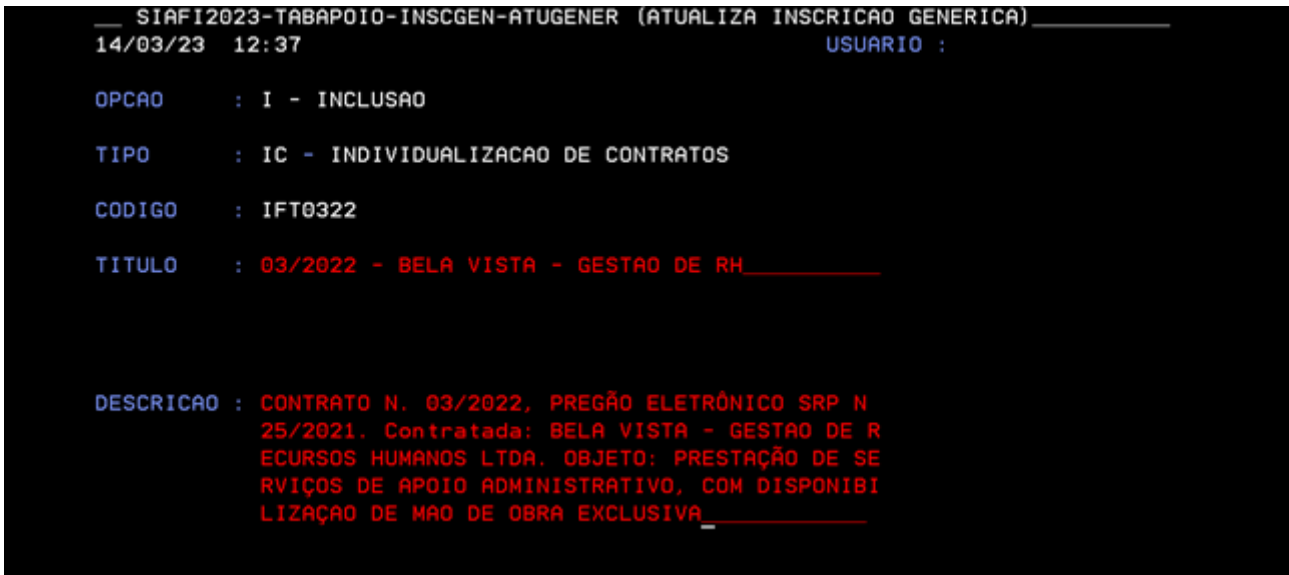 __ SIAFI2023-TABAPOIO-INSCGEN-ATUGENER (ATUALIZA INSCRICAO GENERICA)__________
14/03/23 12:37 USUARIO :
OPCAO : I - INCLUSAO
TIPO : IC - INDIVIDUALIZACAO DE CONTRATOS
CODIGO : IFT0322
TITULO : 03/2022 - BELA VISTA - GESTAO DE RH__________
DESCRICAO : CONTRATO N. 03/2022, PREGÃO ELETRÔNICO SRP N
25/2021. Contratada: BELA VISTA - GESTAO DE R
ECURSOS HUMANOS LTDA. OBJETO: PRESTAÇÃO DE SE
RVIÇOS DE APOIO ADMINISTRATIVO, COM DISPONIBI
LIZAÇAO DE MAO DE OBRA EXCLUSIVA____________